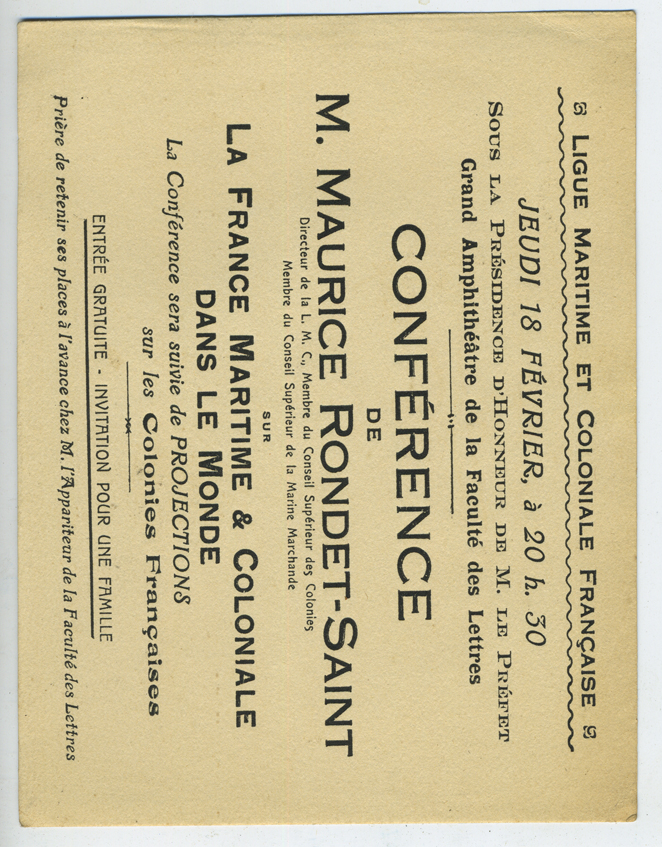 LIGUE MARITIME ET COLONIALE FRANÇAISE
JEUDI 18 FÉVRIER, à 20 h. 30
SOUS LA PRÉSIDENCE D'HONNEUR DE M. LE PRÉFET
Grand Amphithéâtre de la Faculté des Lettres
CONFÉRENCE
DE
M. MAURICE RONDET-SAINT
Directeur de la L. M. C., Membre du Conseil Supérieur des Colonies
Membre du Conseil Supérieur de la Marine Marchande
SUR
LA FRANCE MARITIME & COLONIALE
DANS LE MONDE
La Conférence sera suivie de PROJECTIONS
sur les Colonies Françaises
ENTRÉE GRATUITE - INVITATION POUR UNE FAMILLE
Prière de retenir ses places à l'avance chez M. l'Appariteur de la Faculté des Lettres